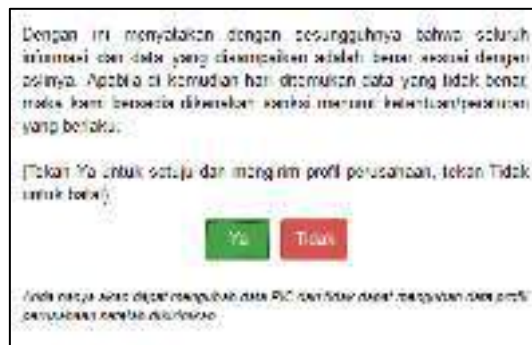 Dengan ini menyatakan dengan sesungguhnya bahwa seluruh
informasi dan data yang disampaikan adalah benar sesuai dengan
aslinya. Apabila di kemudian hari ditemukan data yang tidak benar,
maka kami bersedia dikenakan sanksi menurut ketentuan/peraturan
yang berlaku.
(Tekan Ya untuk setuju dan mengirim profil perusahaan, tekan Tidak
untuk batal)
Ya Tidak
Anda hanya akan dapat mengubah data PIC dan tidak dapat mengubah data profil
perusahaan setelah dikirimkan